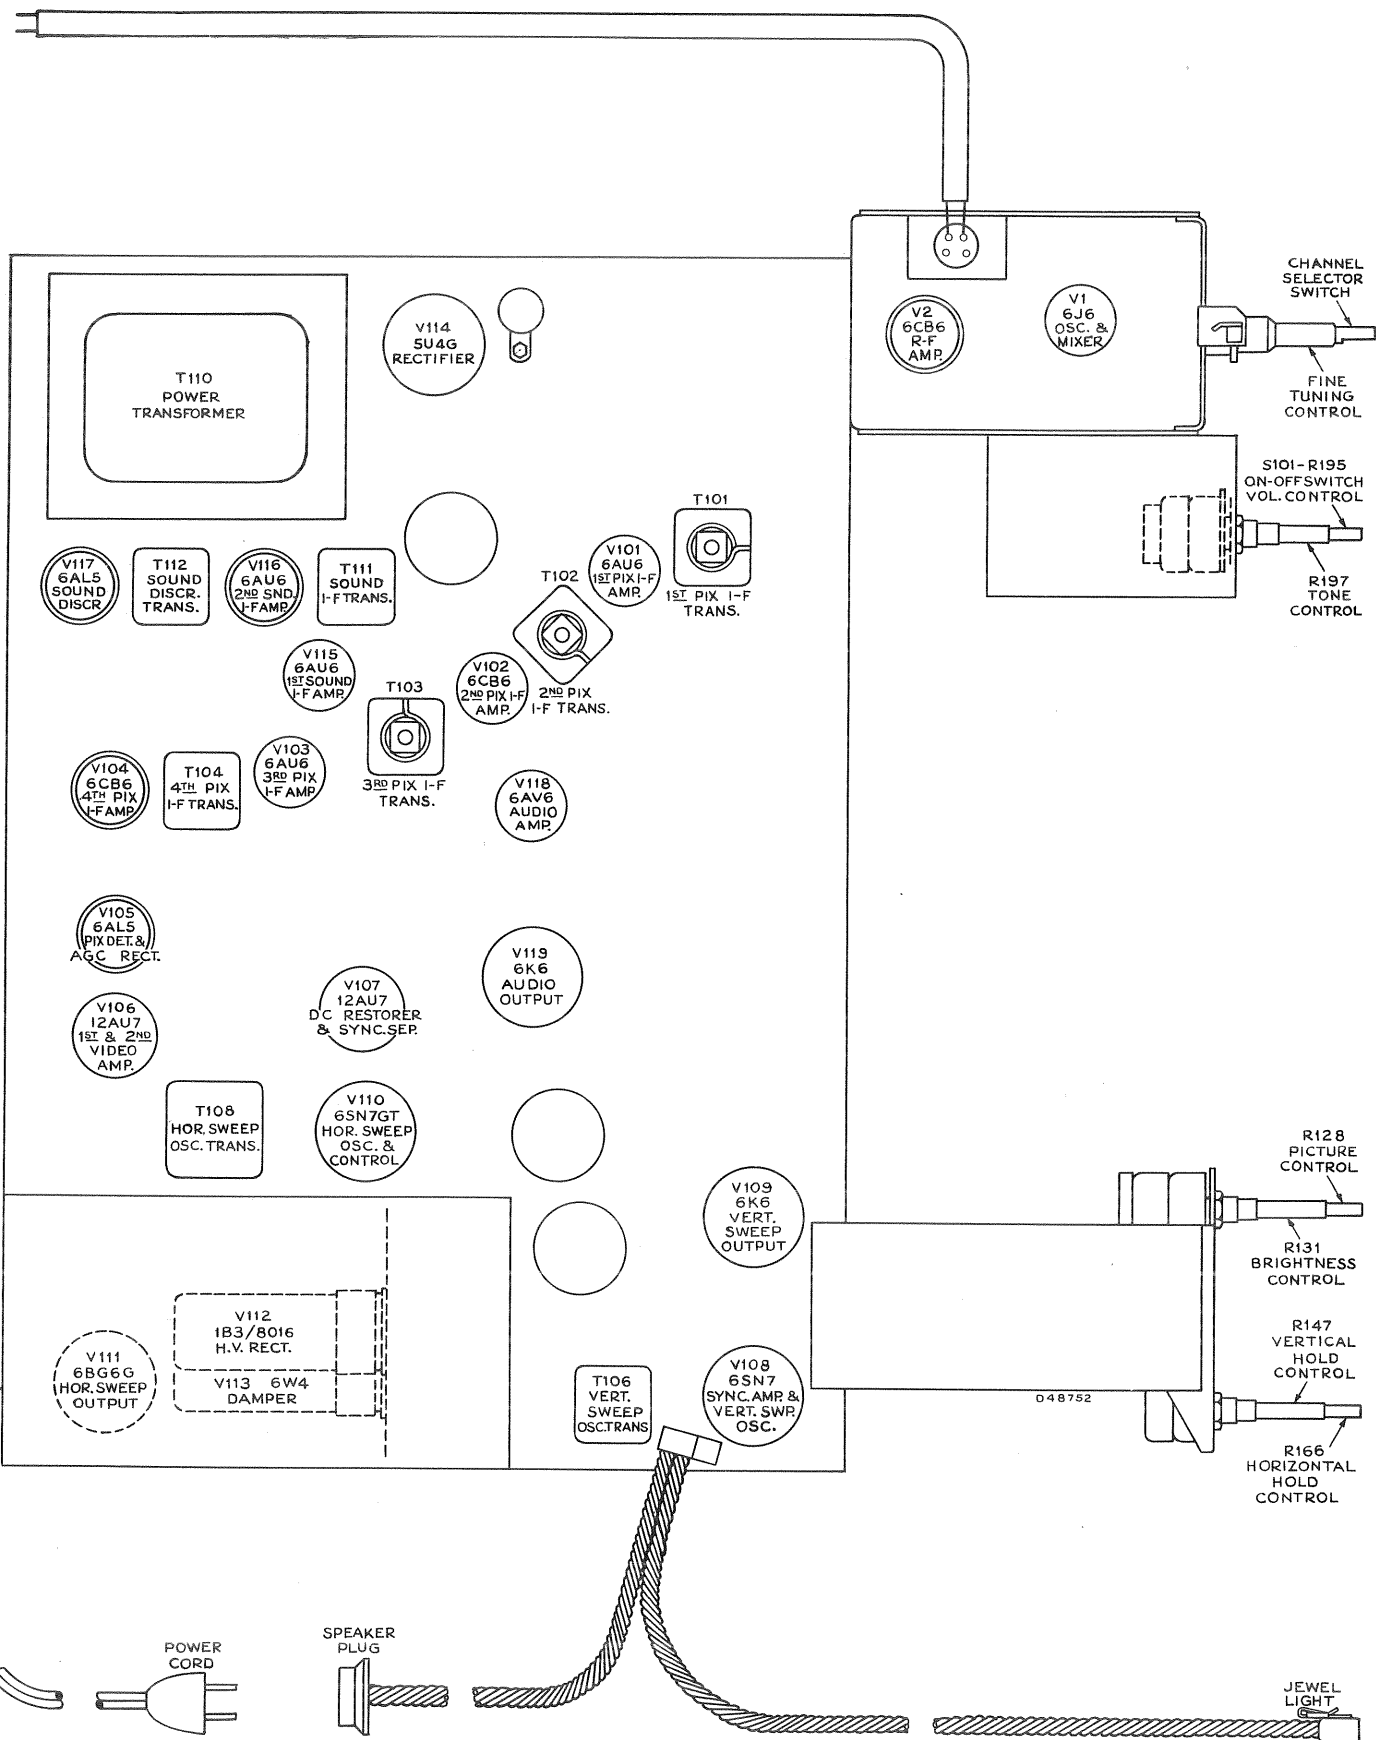 CHANNEL
SELECTOR
SWITCH
V2
6CB6
R-F
AMP.
V1
6J6
OSC. &
MIXER
FINE
TUNING
CONTROL
V114
5U4G
RECTIFIER
T110
POWER
TRANSFORMER
S101-R195
ON-OFF SWITCH
VOL. CONTROL
R197
TONE
CONTROL
T101
1ST PIX I-F
TRANS.
V101
6AU6
1ST PIX I-F
AMP.
V117
6AL5
SOUND
DISCR
T112
SOUND
DISCR.
TRANS.
V116
6AU6
2ND SND.
I-F AMP.
T111
SOUND
I-F TRANS.
T102
2ND PIX
I-F TRANS.
V115
6AU6
1ST SOUND
I-F AMP.
V102
6CB6
2ND PIX I-F
AMP.
T103
3RD PIX I-F
TRANS.
V104
6CB6
4TH PIX
I-F AMP
T104
4TH PIX
I-F TRANS.
V103
6AU6
3RD PIX
I-F AMP.
V118
6AV6
AUDIO
AMP.
V105
6AL5
PIX DET. &
AGC RECT.
V106
12AU7
1ST & 2ND
VIDEO
AMP.
V107
12AU7
DC RESTORER
& SYNC. SEP.
V119
6K6
AUDIO
OUTPUT
T108
HOR. SWEEP
OSC. TRANS.
V110
6SN7GT
HOR. SWEEP
OSC. &
CONTROL
V109
6K6
VERT.
SWEEP
OUTPUT
R128
PICTURE
CONTROL
R131
BRIGHTNESS
CONTROL
V111
6BG6G
HOR. SWEEP
OUTPUT
V112
1B3/8016
H.V. RECT.
V113 6W4
DAMPER
T106
VERT.
SWEEP
OSC.TRANS
V108
6SN7
SYNC. AMP. &
VERT. SWP.
OSC.
D48752
R147
VERTICAL
HOLD
CONTROL
R166
HORIZONTAL
HOLD
CONTROL
POWER
CORD
SPEAKER
PLUG
JEWEL
LIGHT